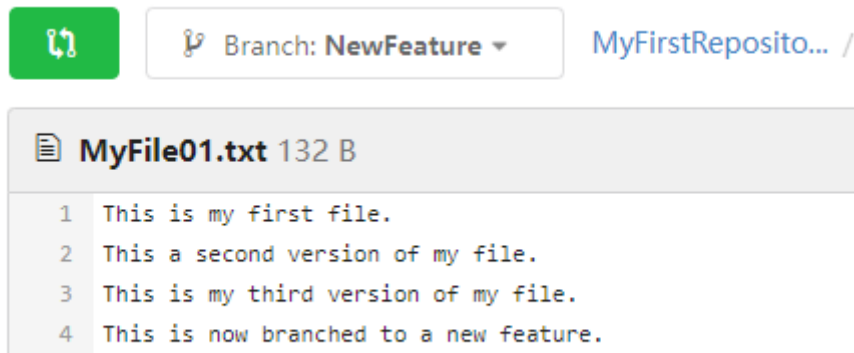 Branch: NewFeature MyFirstReposito... /
MyFile01.txt 132 B
1 This is my first file.
2 This a second version of my file.
3 This is my third version of my file.
4 This is now branched to a new feature.